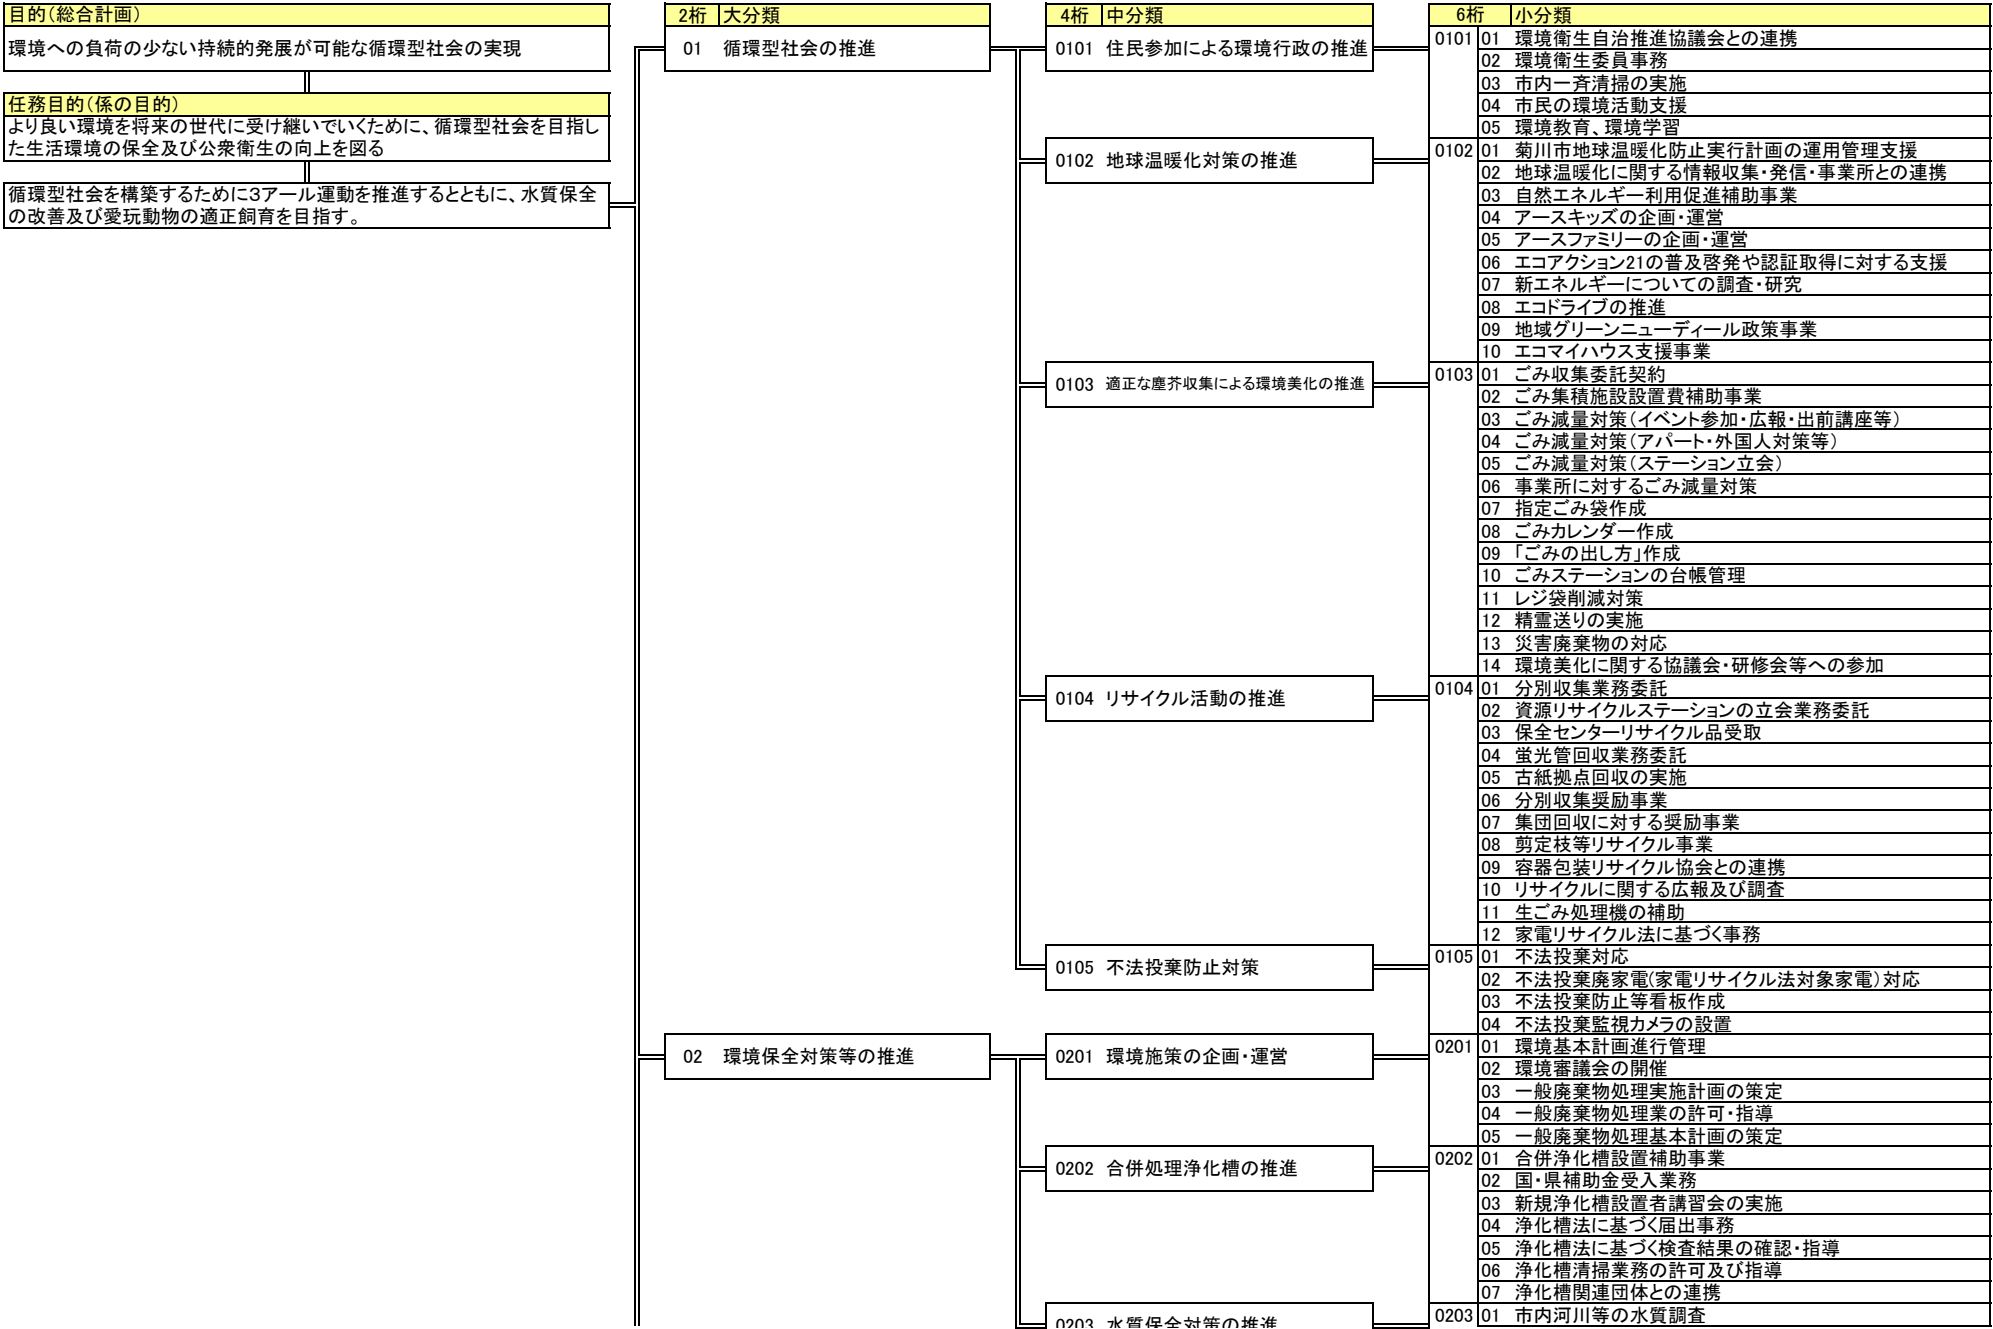 目的(総合計画)
環境への負荷の少ない持続的発展が可能な循環型社会の実現
任務目的(係の目的)
より良い環境を将来の世代に受け継いでいくために、循環型社会を目指し
た生活環境の保全及び公衆衛生の向上を図る
循環型社会を構築するために3アール運動を推進するとともに、水質保全
の改善及び愛玩動物の適正飼育を目指す。
2桁 大分類
01 循環型社会の推進
02 環境保全対策等の推進
4桁 中分類
0101 住民参加による環境行政の推進
0102 地球温暖化対策の推進
0103 適正な塵芥収集による環境美化の推進
0104 リサイクル活動の推進
0105 不法投棄防止対策
0201 環境施策の企画・運営
0202 合併処理浄化槽の推進
0203 水質保全対策の推進
6桁 小分類
0101 01 環境衛生自治推進協議会との連携
02 環境衛生委員事務
03 市内一斉清掃の実施
04 市民の環境活動支援
05 環境教育、環境学習
0102 01 菊川市地球温暖化防止実行計画の運用管理支援
02 地球温暖化に関する情報収集・発信・事業所との連携
03 自然エネルギー利用促進補助事業
04 アースキッズの企画・運営
05 アースファミリーの企画・運営
06 エコアクション21の普及啓発や認証取得に対する支援
07 新エネルギーについての調査・研究
08 エコドライブの推進
09 地域グリーンニューディール政策事業
10 エコマイハウス支援事業
0103 01 ごみ収集委託契約
02 ごみ集積施設設置費補助事業
03 ごみ減量対策(イベント参加・広報・出前講座等)
04 ごみ減量対策(アパート・外国人対策等)
05 ごみ減量対策(ステーション立会)
06 事業所に対するごみ減量対策
07 指定ごみ袋作成
08 ごみカレンダー作成
09 「ごみの出し方」作成
10 ごみステーションの台帳管理
11 レジ袋削減対策
12 精霊送りの実施
13 災害廃棄物の対応
14 環境美化に関する協議会・研修会等への参加
0104 01 分別収集業務委託
02 資源リサイクルステーションの立会業務委託
03 保全センターリサイクル品受取
04 蛍光管回収業務委託
05 古紙拠点回収の実施
06 分別収集奨励事業
07 集団回収に対する奨励事業
08 剪定枝等リサイクル事業
09 容器包装リサイクル協会との連携
10 リサイクルに関する広報及び調査
11 生ごみ処理機の補助
12 家電リサイクル法に基づく事務
0105 01 不法投棄対応
02 不法投棄廃家電(家電リサイクル法対象家電)対応
03 不法投棄防止等看板作成
04 不法投棄監視カメラの設置
0201 01 環境基本計画進行管理
02 環境審議会の開催
03 一般廃棄物処理実施計画の策定
04 一般廃棄物処理業の許可・指導
05 一般廃棄物処理基本計画の策定
0202 01 合併浄化槽設置補助事業
02 国・県補助金受入業務
03 新規浄化槽設置者講習会の実施
04 浄化槽法に基づく届出事務
05 浄化槽法に基づく検査結果の確認・指導
06 浄化槽清掃業務の許可及び指導
07 浄化槽関連団体との連携
0203 01 市内河川等の水質調査